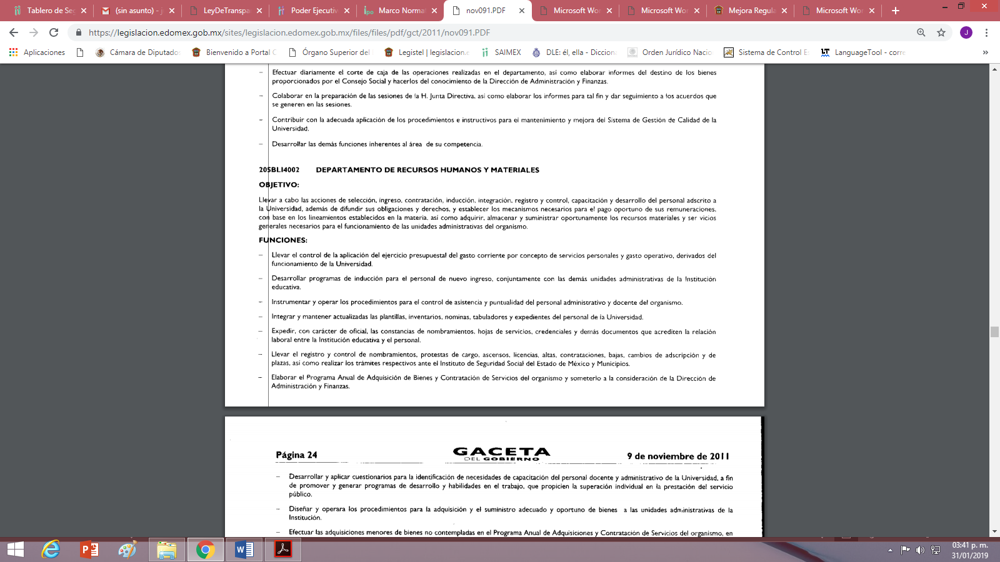 Tablero de Seg
(sin asunto) - j
LeyDeTranspa
Poder Ejecutiv
Marco Normat
nov091.PDF
Microsoft Wor
Microsoft Wor
Mejora Regula
Microsoft Wor
https://legislacion.edomex.gob.mx/sites/legislacion.edomex.gob.mx/files/files/pdf/gct/2011/nov091.PDF
J
Aplicaciones
Cámara de Diputados
Bienvenido a Portal C
Órgano Superior del
Legistel | legislacion.e
SAIMEX
DLE: él, ella - Diccion
Orden Jurídico Nacio
Sistema de Control Es
LanguageTool - corre
»
– Efectuar diariamente el corte de caja de las operaciones realizadas en el departamento, así como elaborar informes del destino de los bienes
proporcionados por el Consejo Social y hacerlos del conocimiento de la Dirección de Administración y Finanzas.
– Colaborar en la preparación de las sesiones de la H. Junta Directiva, así como elaborar los informes para tal fin y dar seguimiento a los acuerdos que
se generen en las sesiones.
– Contribuir con la adecuada aplicación de los procedimientos e instructivos para el mantenimiento y mejora del Sistema de Gestión de Calidad de la
Universidad.
– Desarrollar las demás funciones inherentes al área de su competencia.
205BL14002 DEPARTAMENTO DE RECURSOS HUMANOS Y MATERIALES
OBJETIVO:
Llevar a cabo las acciones de selección, ingreso, contratación, inducción, integración, registro y control, capacitación y desarrollo del personal adscrito a
la Universidad, además de difundir sus obligaciones y derechos, y establecer los mecanismos necesarios para el pago oportuno de sus remuneraciones,
con base en los lineamientos establecidos en la materia, así como adquirir, almacenar y suministrar oportunamente los recursos materiales y ser vicios
generales necesarios para el funcionamiento de las unidades administrativas del organismo.
FUNCIONES:
– Llevar el control de la aplicación del ejercicio presupuestal del gasto corriente por concepto de servicios personales y gasto operativo, derivados del
funcionamiento de la Universidad.
– Desarrollar programas de inducción para el personal de nuevo ingreso, conjuntamente con las demás unidades administrativas de la Institución
educativa.
– Instrumentar y operar los procedimientos para el control de asistencia y puntualidad del personal administrativo y docente del organismo.
– Integrar y mantener actualizadas las plantillas, inventarios, nominas, tabuladores y expedientes del personal de la Universidad.
– Expedir, con carácter de oficial, las constancias de nombramientos, hojas de servicios, credenciales y demás documentos que acrediten la relación
laboral entre la Institución educativa y el personal.
– Llevar el registro y control de nombramientos, protestas de cargo, ascensos, licencias, altas, contrataciones, bajas, cambios de adscripción y de
plazas, así como realizar los trámites respectivos ante el Instituto de Seguridad Social del Estado de México y Municipios.
– Elaborar el Programa Anual de Adquisición de Bienes y Contratación de Servicios del organismo y someterlo a la consideración de la Dirección de
Administración y Finanzas.
Página 24
GACETA
DEL GOBIERNO
9 de noviembre de 2011
– Desarrollar y aplicar cuestionarios para la identificación de necesidades de capacitación del personal docente y administrativo de la Universidad, a fin
de promover y generar programas de desarrollo y habilidades en el trabajo, que propicien la superación individual en la prestación del servicio
público.
– Diseñar y operara los procedimientos para la adquisición y el suministro adecuado y oportuno de bienes a las unidades administrativas de la
Institución.
– Efectuar las adquisiciones menores de bienes no contempladas en el Programa Anual de Adquisiciones y Contratación de Servicios del organismo, en
03:41 p. m.
31/01/2019